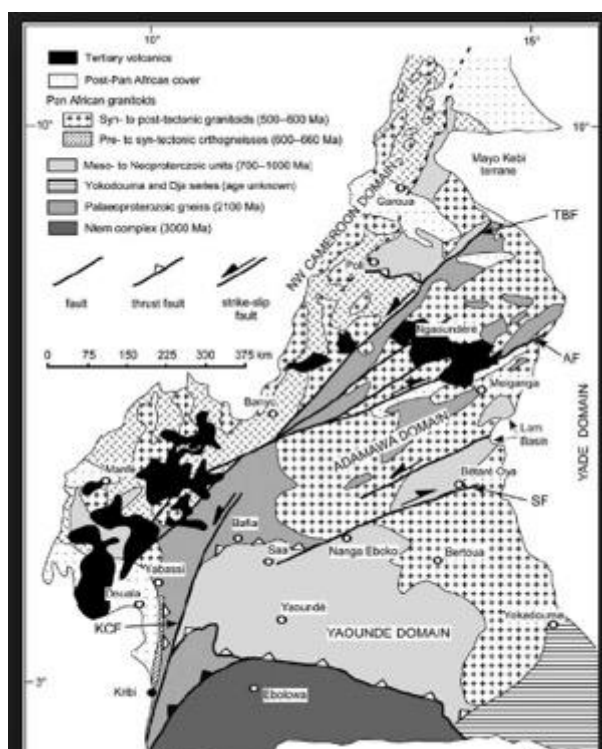 10°
15°
Tertiary volcanics
Post-Pan African cover
Pan African granitoids
Syn- to post-tectonic granitoids (500–600 Ma)
Pre- to syn-tectonic orthogneisses (600–660 Ma)
Meso- to Neoproterzoic units (700–1000 Ma)
Yokodouma and Dja series (age unknown)
Palaeoproterzoic gneiss (2100 Ma)
Ntem complex (3000 Ma)
10°
10°
fault
thrust fault
strike-slip
fault
0 75 150 225 300 375 km
Mayo Kebi
terrane
Garoua
TBF
NW CAMEROON DOMAIN
Poli
Ngaoundéré
AF
Banyo
Meiganga
ADAMAWA DOMAIN
Lom
Basin
YADE DOMAIN
Mamfé
Bétaré Oya
SF
Bafia
Saa
Nanga Eboko
Bertoua
Yabassi
Douala
Yaoundé
Yokadouma
KCF
YAOUNDE DOMAIN
3°
Kribi
Ebolowa